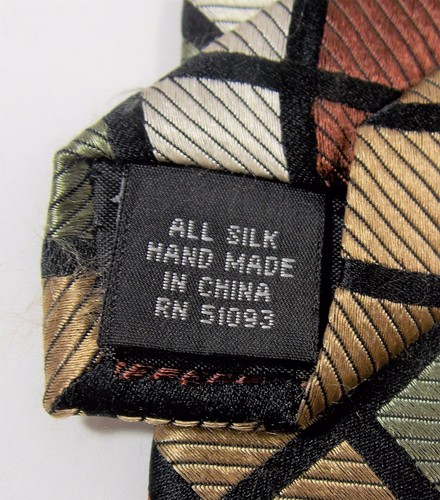 ALL SILK
HAND MADE
IN CHINA
RN 51093